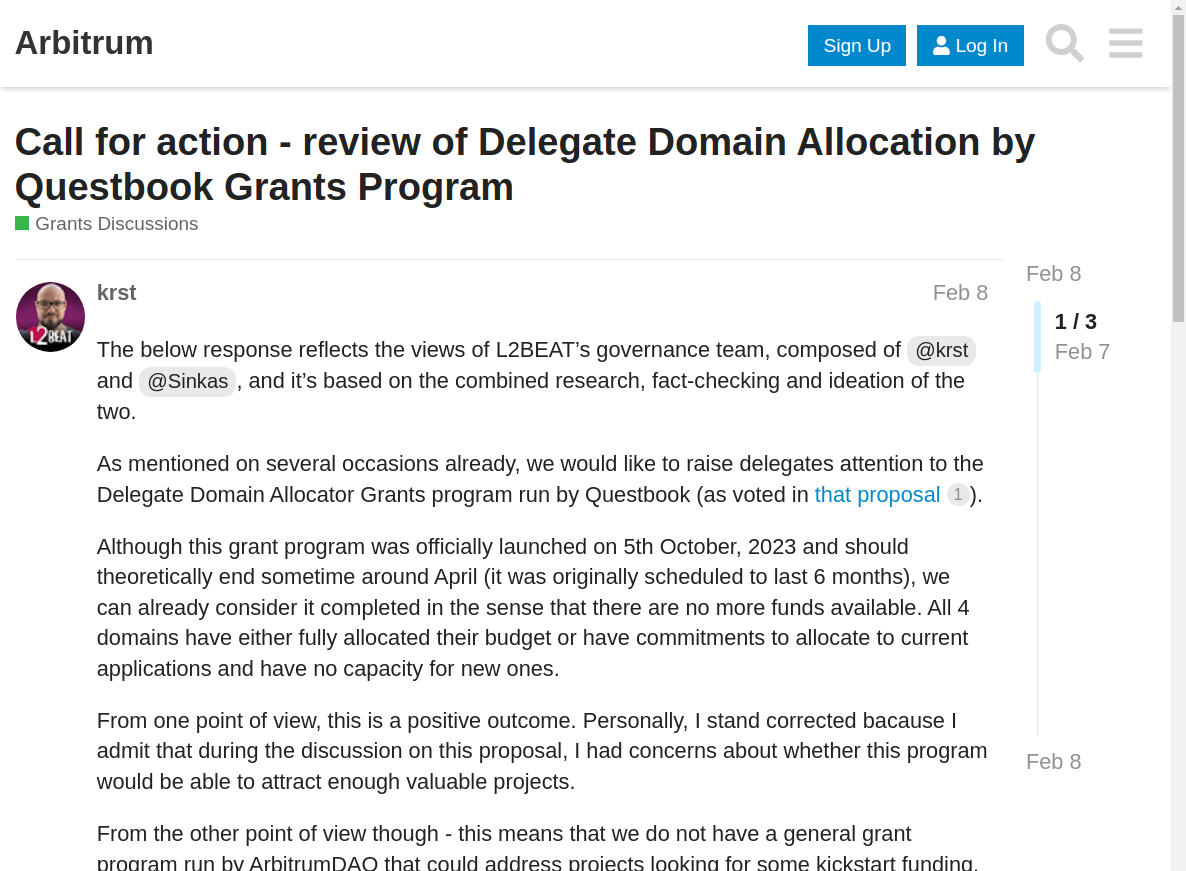 Arbitrum
Sign Up
Log In
Call for action - review of Delegate Domain Allocation by
Questbook Grants Program
Grants Discussions
Feb 8
L2BEAT
krst
Feb 8
1 / 3
Feb 7
The below response reflects the views of L2BEAT’s governance team, composed of @krst
and @Sinkas, and it’s based on the combined research, fact-checking and ideation of the
two.
As mentioned on several occasions already, we would like to raise delegates attention to the
Delegate Domain Allocator Grants program run by Questbook (as voted in that proposal 1).
Although this grant program was officially launched on 5th October, 2023 and should
theoretically end sometime around April (it was originally scheduled to last 6 months), we
can already consider it completed in the sense that there are no more funds available. All 4
domains have either fully allocated their budget or have commitments to allocate to current
applications and have no capacity for new ones.
From one point of view, this is a positive outcome. Personally, I stand corrected bacause I
admit that during the discussion on this proposal, I had concerns about whether this program
would be able to attract enough valuable projects.
Feb 8
From the other point of view though - this means that we do not have a general grant
program run by ArbitrumDAO that could address projects looking for some kickstart funding.